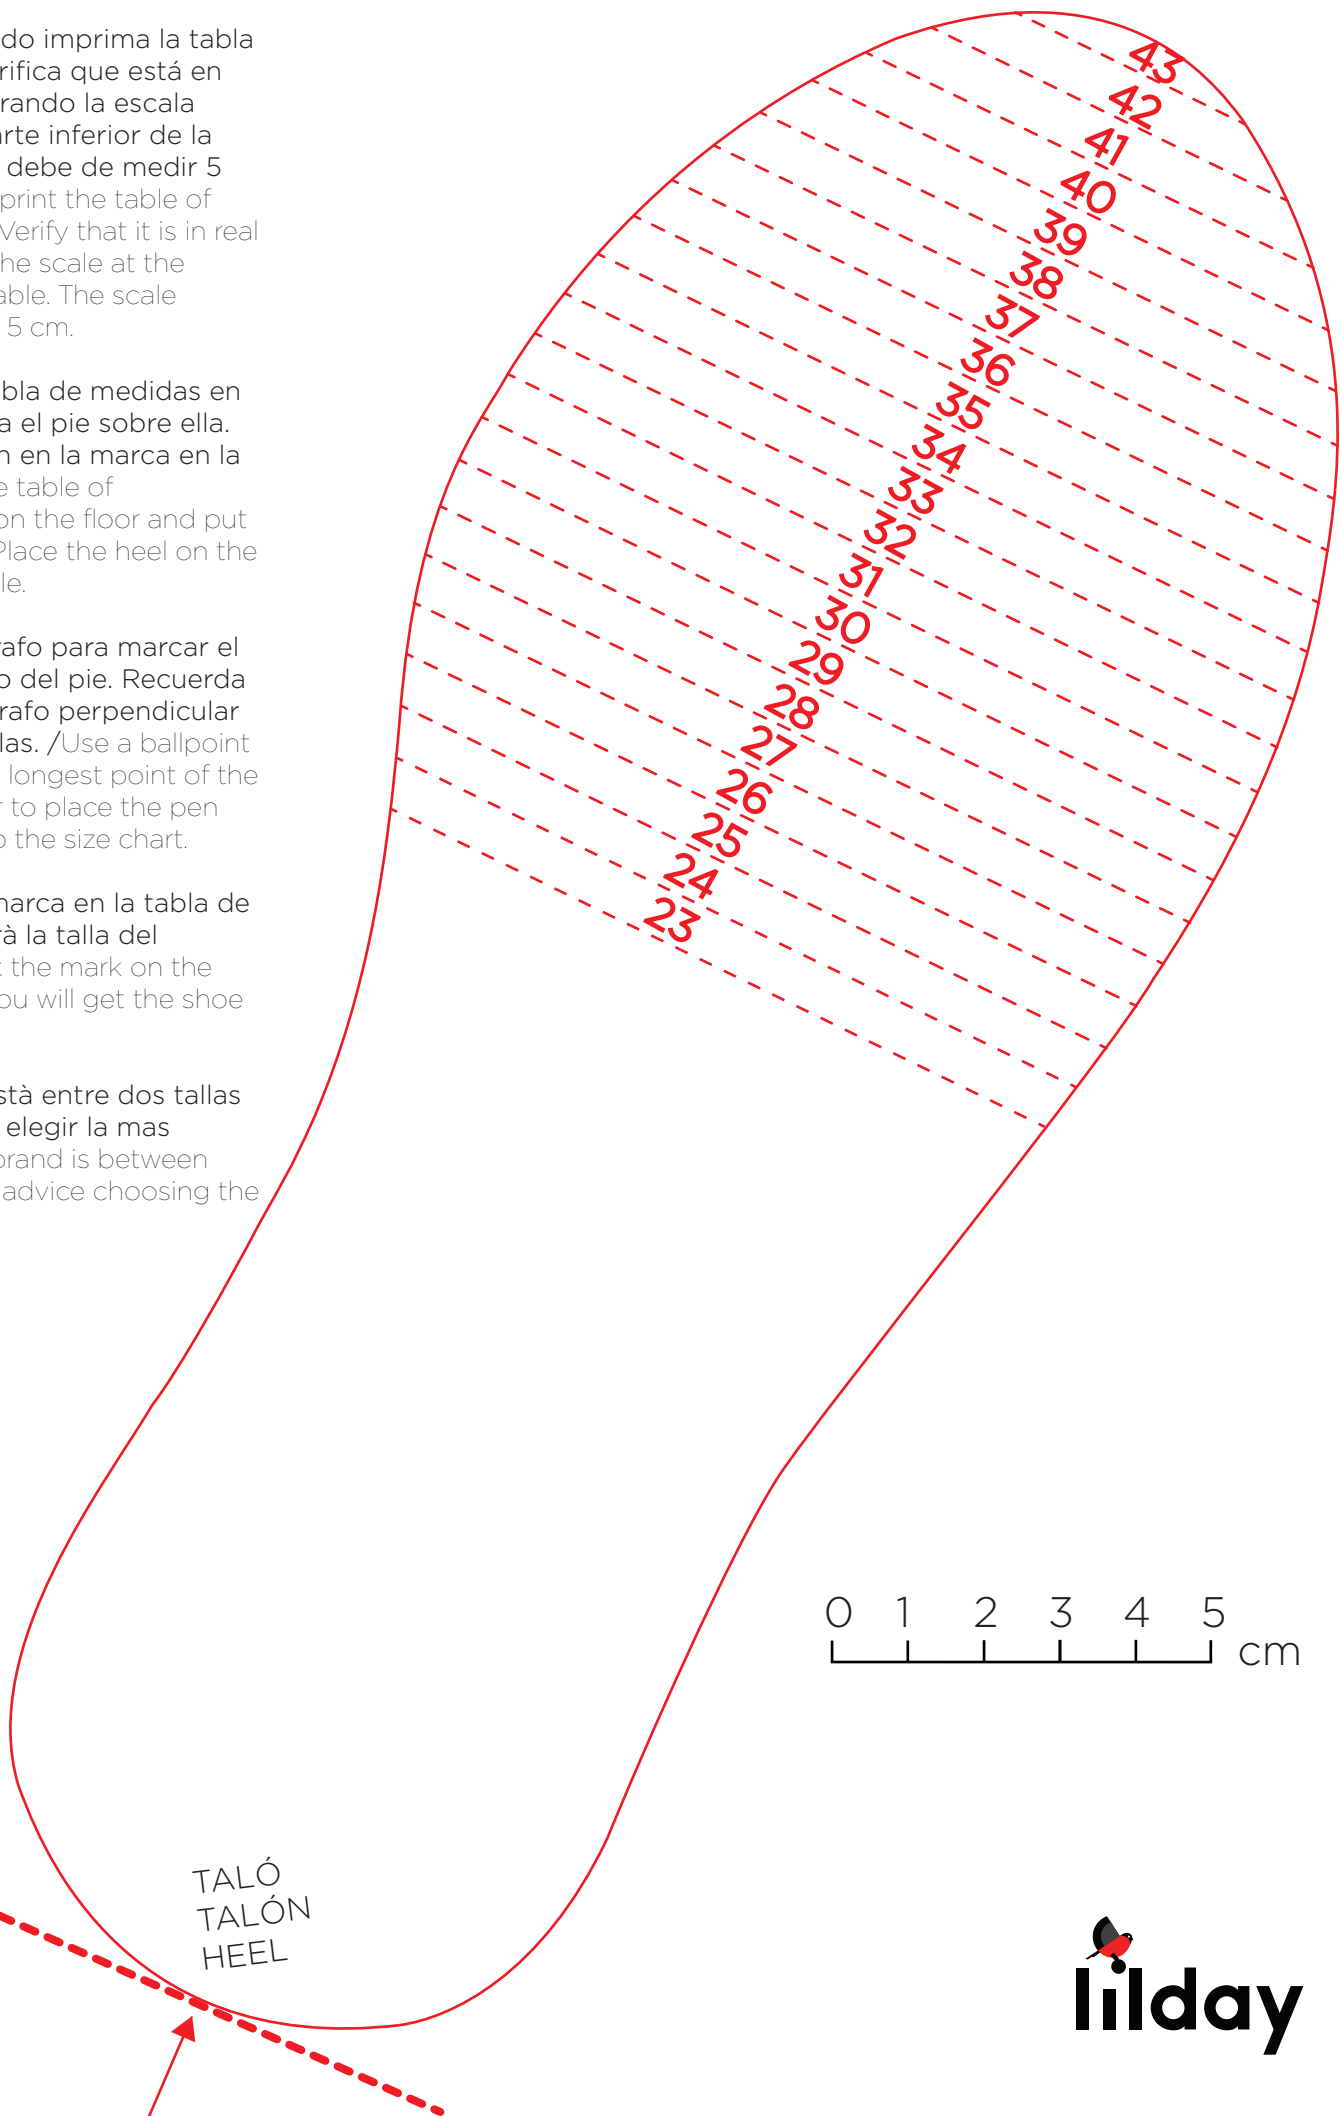 do imprima la tabla
rifica que está en
rando la escala
arte inferior de la
debe de medir 5
print the table of
Verify that it is in real
he scale at the
able. The scale
5 cm.
bla de medidas en
a el pie sobre ella.
n en la marca en la
e table of
on the floor and put
Place the heel on the
le.
rafo para marcar el
o del pie. Recuerda
rafo perpendicular
las. /Use a ballpoint
longest point of the
r to place the pen
o the size chart.
marca en la tabla de
rà la talla del
t the mark on the
ou will get the shoe
stà entre dos tallas
elegir la mas
brand is between
advice choosing the
43
42
41
40
39
38
37
36
35
34
33
32
31
30
29
28
27
26
25
24
23
0 1 2 3 4 5
cm
TALÓ
TALÓN
HEEL
lilday